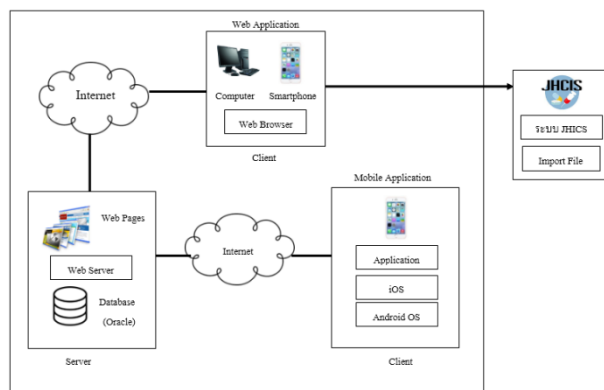 Web Application
Internet
Computer
Smartphone
Web Browser
Client
JHCIS
ระบบ JHICS
Import File
Mobile Application
Web Pages
Internet
Application
Web Server
iOS
Database
(Oracle)
Android OS
Server
Client